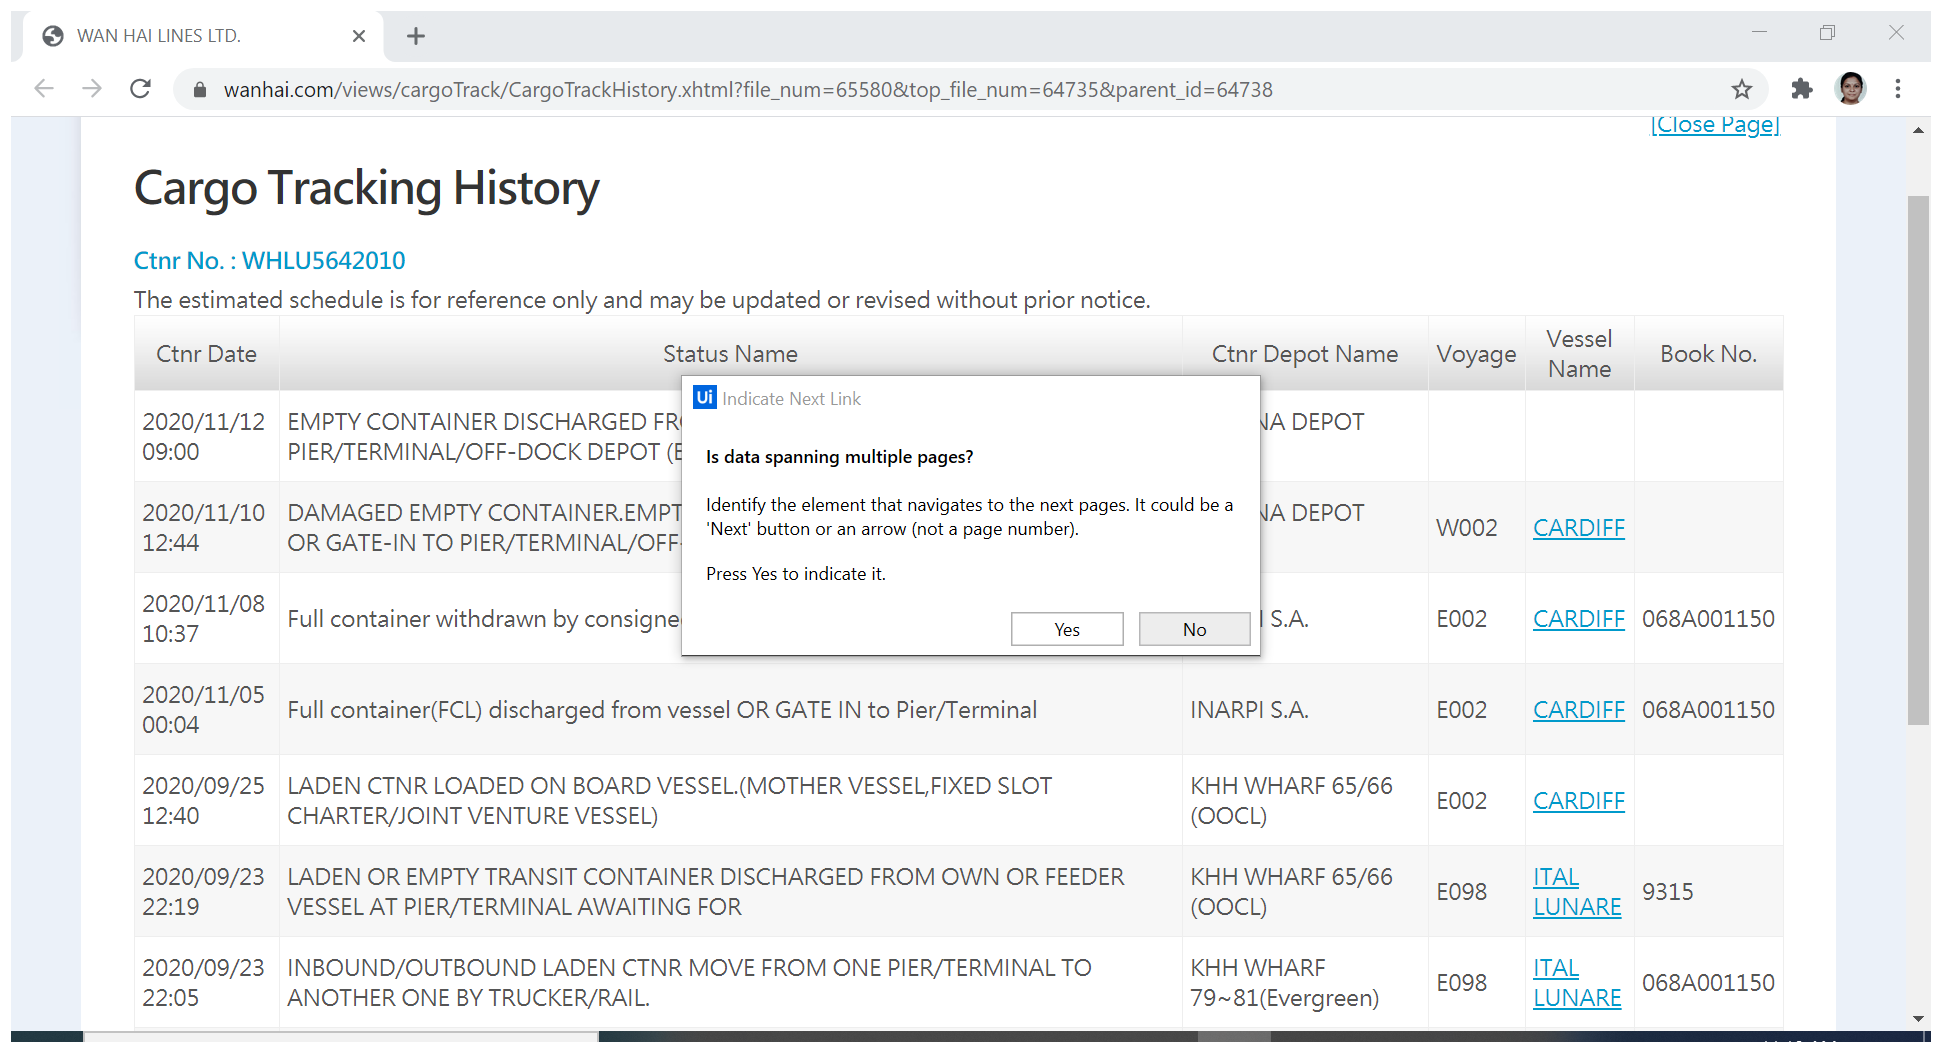 WAN HAI LINES LTD.
wanhai.com/views/cargoTrack/CargoTrackHistory.xhtml?file_num=65580&top_file_num=64735&parent_id=64738
[Close Page]
Cargo Tracking History
Ctnr No. : WHLU5642010
The estimated schedule is for reference only and may be updated or revised without prior notice.
Ctnr Date Status Name Ctnr Depot Name Voyage Vessel Name Book No.
2020/11/12 EMPTY CONTAINER DISCHARGED NA DEPOT
09:00 PIER/TERMINAL/OFF-DOCK DEPOT
2020/11/10 DAMAGED EMPTY CONTAINER.EMPT NA DEPOT W002 CARDIFF
12:44 OR GATE-IN TO PIER/TERMINAL/OFF-
2020/11/08 Full container withdrawn by consigne S.A. E002 CARDIFF 068A001150
10:37
2020/11/05 Full container(FCL) discharged from vessel OR GATE IN to Pier/Terminal INARPI S.A. E002 CARDIFF 068A001150
00:04
2020/09/25 LADEN CTNR LOADED ON BOARD VESSEL.(MOTHER VESSEL,FIXED SLOT KHH WHARF 65/66 E002 CARDIFF
12:40 CHARTER/JOINT VENTURE VESSEL) (OOCL)
2020/09/23 LADEN OR EMPTY TRANSIT CONTAINER DISCHARGED FROM OWN OR FEEDER KHH WHARF 65/66 E098 ITAL 9315
22:19 VESSEL AT PIER/TERMINAL AWAITING FOR (OOCL) LUNARE
2020/09/23 INBOUND/OUTBOUND LADEN CTNR MOVE FROM ONE PIER/TERMINAL TO KHH WHARF E098 ITAL 068A001150
22:05 ANOTHER ONE BY TRUCKER/RAIL. 79~81(Evergreen) LUNARE
Ui Indicate Next Link
Is data spanning multiple pages?
Identify the element that navigates to the next pages. It could be a
'Next' button or an arrow (not a page number).
Press Yes to indicate it.
Yes No